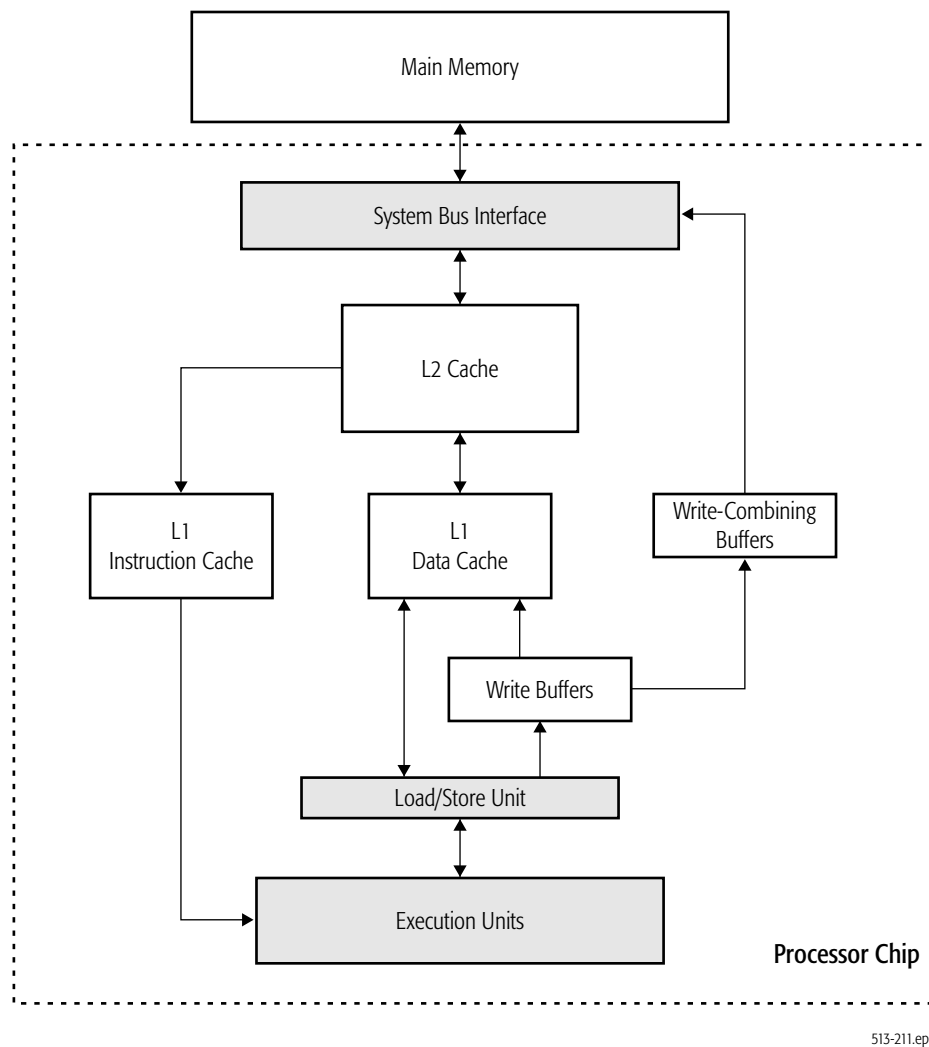 Main Memory
System Bus Interface
L2 Cache
L1
Instruction Cache
L1
Data Cache
Write-Combining
Buffers
Write Buffers
Load/Store Unit
Execution Units
Processor Chip
513-211.ep